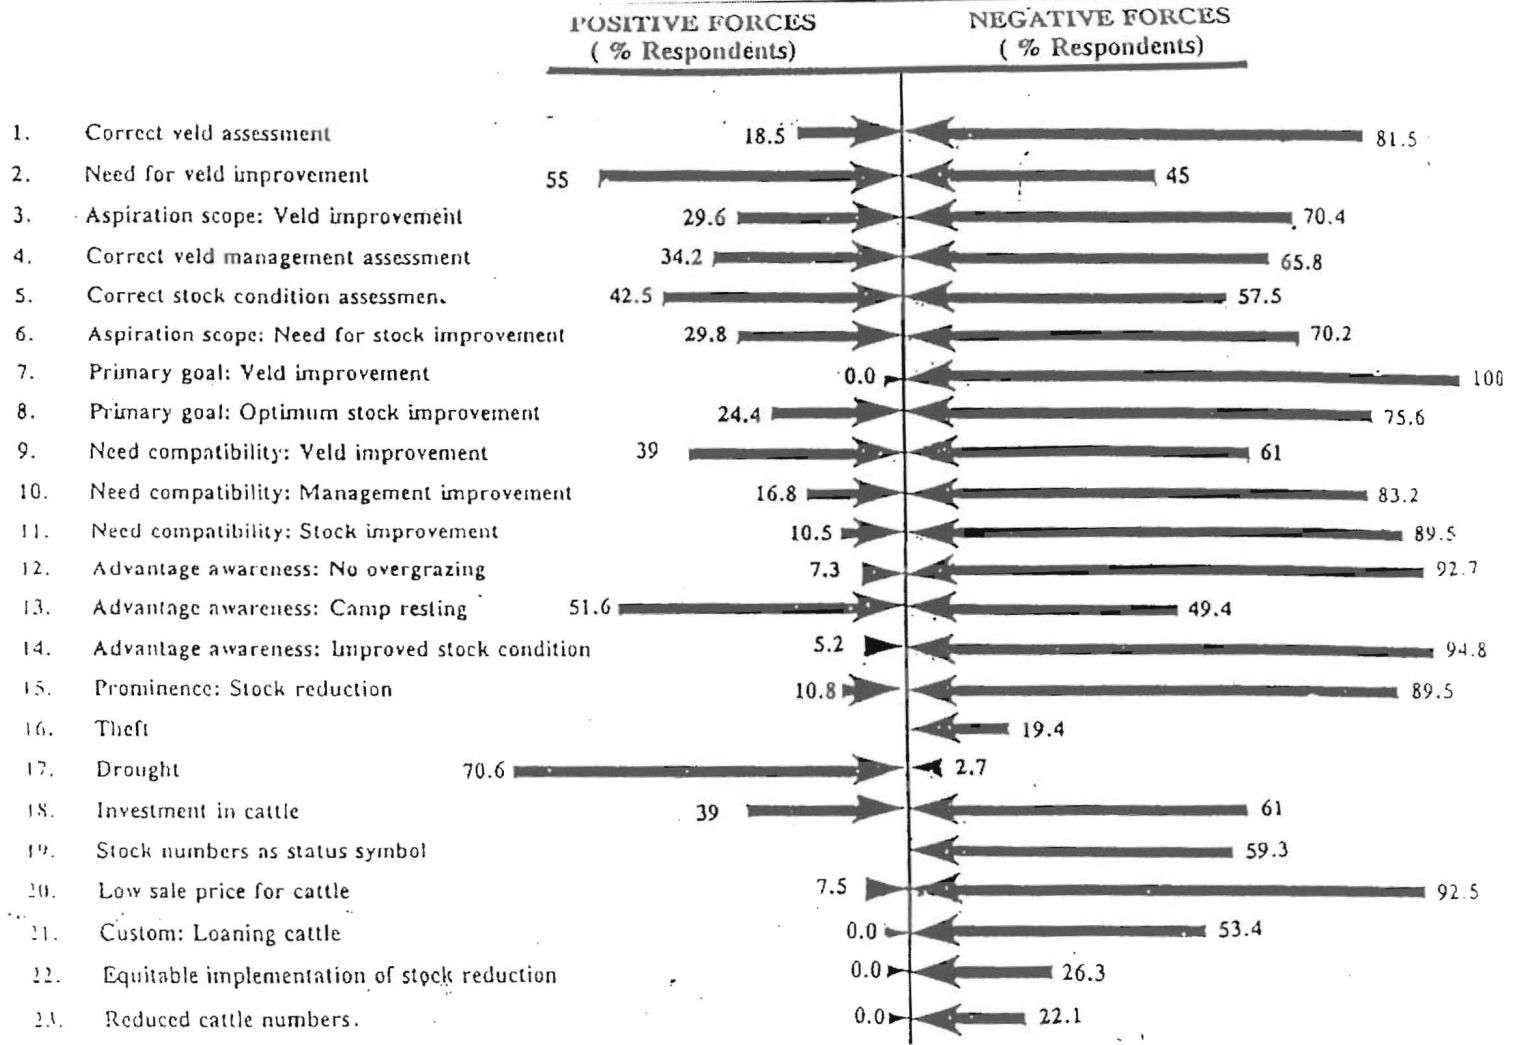 POSITIVE FORCES NEGATIVE FORCES
( % Respondents) ( % Respondents)
1. Correct veld assessment 18.5 81.5
2. Need for veld improvement 55 45
3. Aspiration scope: Veld improvement 29.6 70.4
4. Correct veld management assessment 34.2 65.8
5. Correct stock condition assessmen. 42.5 57.5
6. Aspiration scope: Need for stock improvement 29.8 70.2
7. Primary goal: Veld improvement 0.0 100
8. Primary goal: Optimum stock improvement 24.4 75.6
9. Need compatibility: Veld improvement 39 61
10. Need compatibility: Management improvement 16.8 83.2
11. Need compatibility: Stock improvement 10.5 89.5
12. Advantage awareness: No overgrazing 7.3 92.7
13. Advantage awareness: Camp resting 51.6 49.4
14. Advantage awareness: Improved stock condition 5.2 94.8
15. Prominence: Stock reduction 10.8 89.5
16. Theft 19.4
17. Drought 70.6 2.7
18. Investment in cattle 39 61
19. Stock numbers as status symbol 59.3
20. Low sale price for cattle 7.5 92.5
21. Custom: Loaning cattle 0.0 53.4
22. Equitable implementation of stock reduction 0.0 26.3
23. Reduced cattle numbers. 0.0 22.1